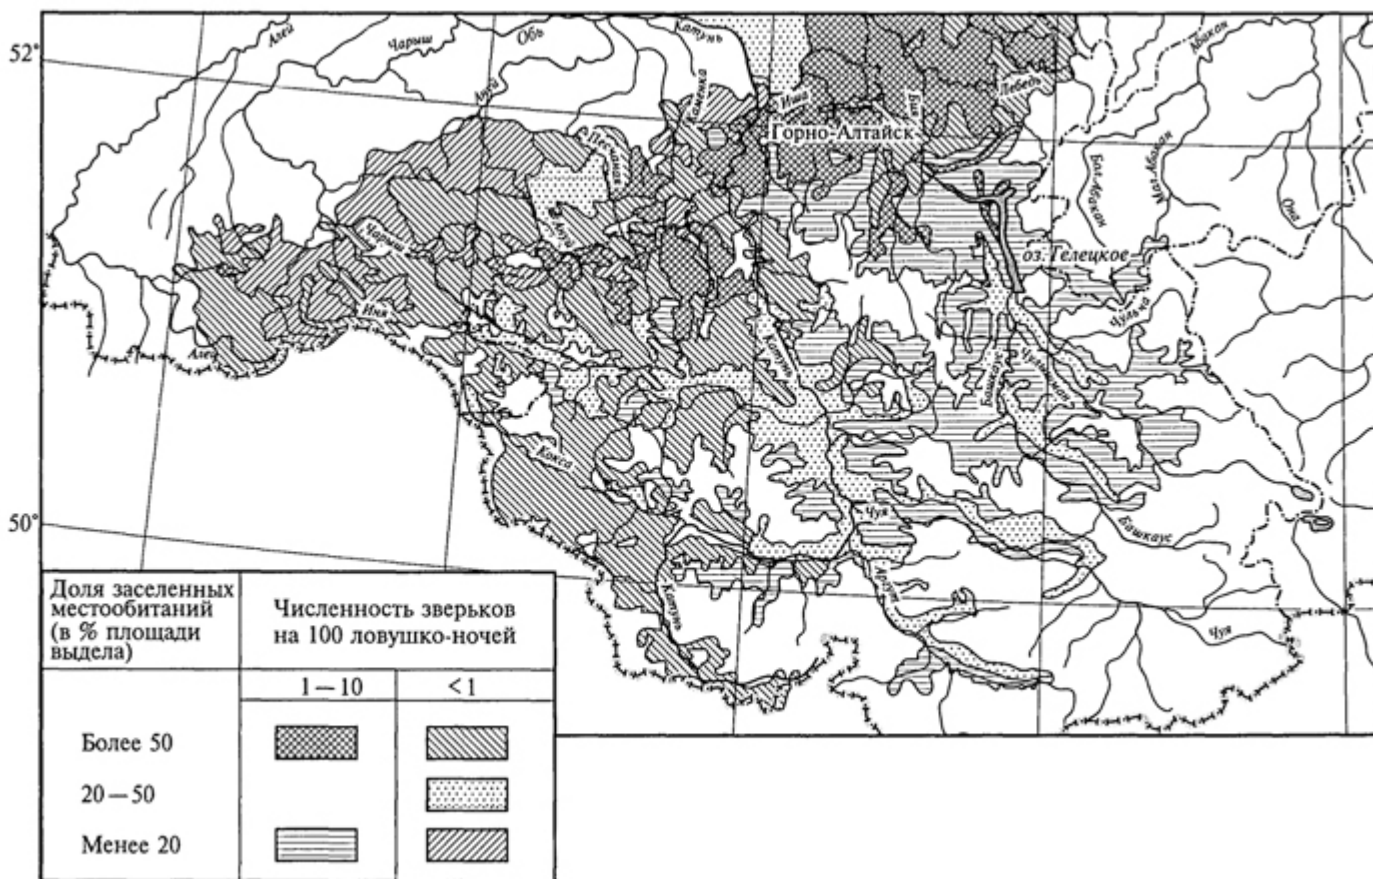 52°
50°
Алей
Чарыш
Обь
Катунь
Ануй
Каменка
Песчаная
Иша
Бия
Лебедь
Абакан
Горно-Алтайск
Бол. Абакан
Она
Чарыш
Ануй
оз. Телецкое
Чульча
Иня
Алей
Катунь
Башкаус
Чулышман
Кокса
Чуя
Башкаус
Аргут
Катунь
Чуя
Доля заселенных
местообитаний
(в % площади
выдела)
Численность зверьков
на 100 ловушко-ночей
1—10
<1
Более 50
20—50
Менее 20